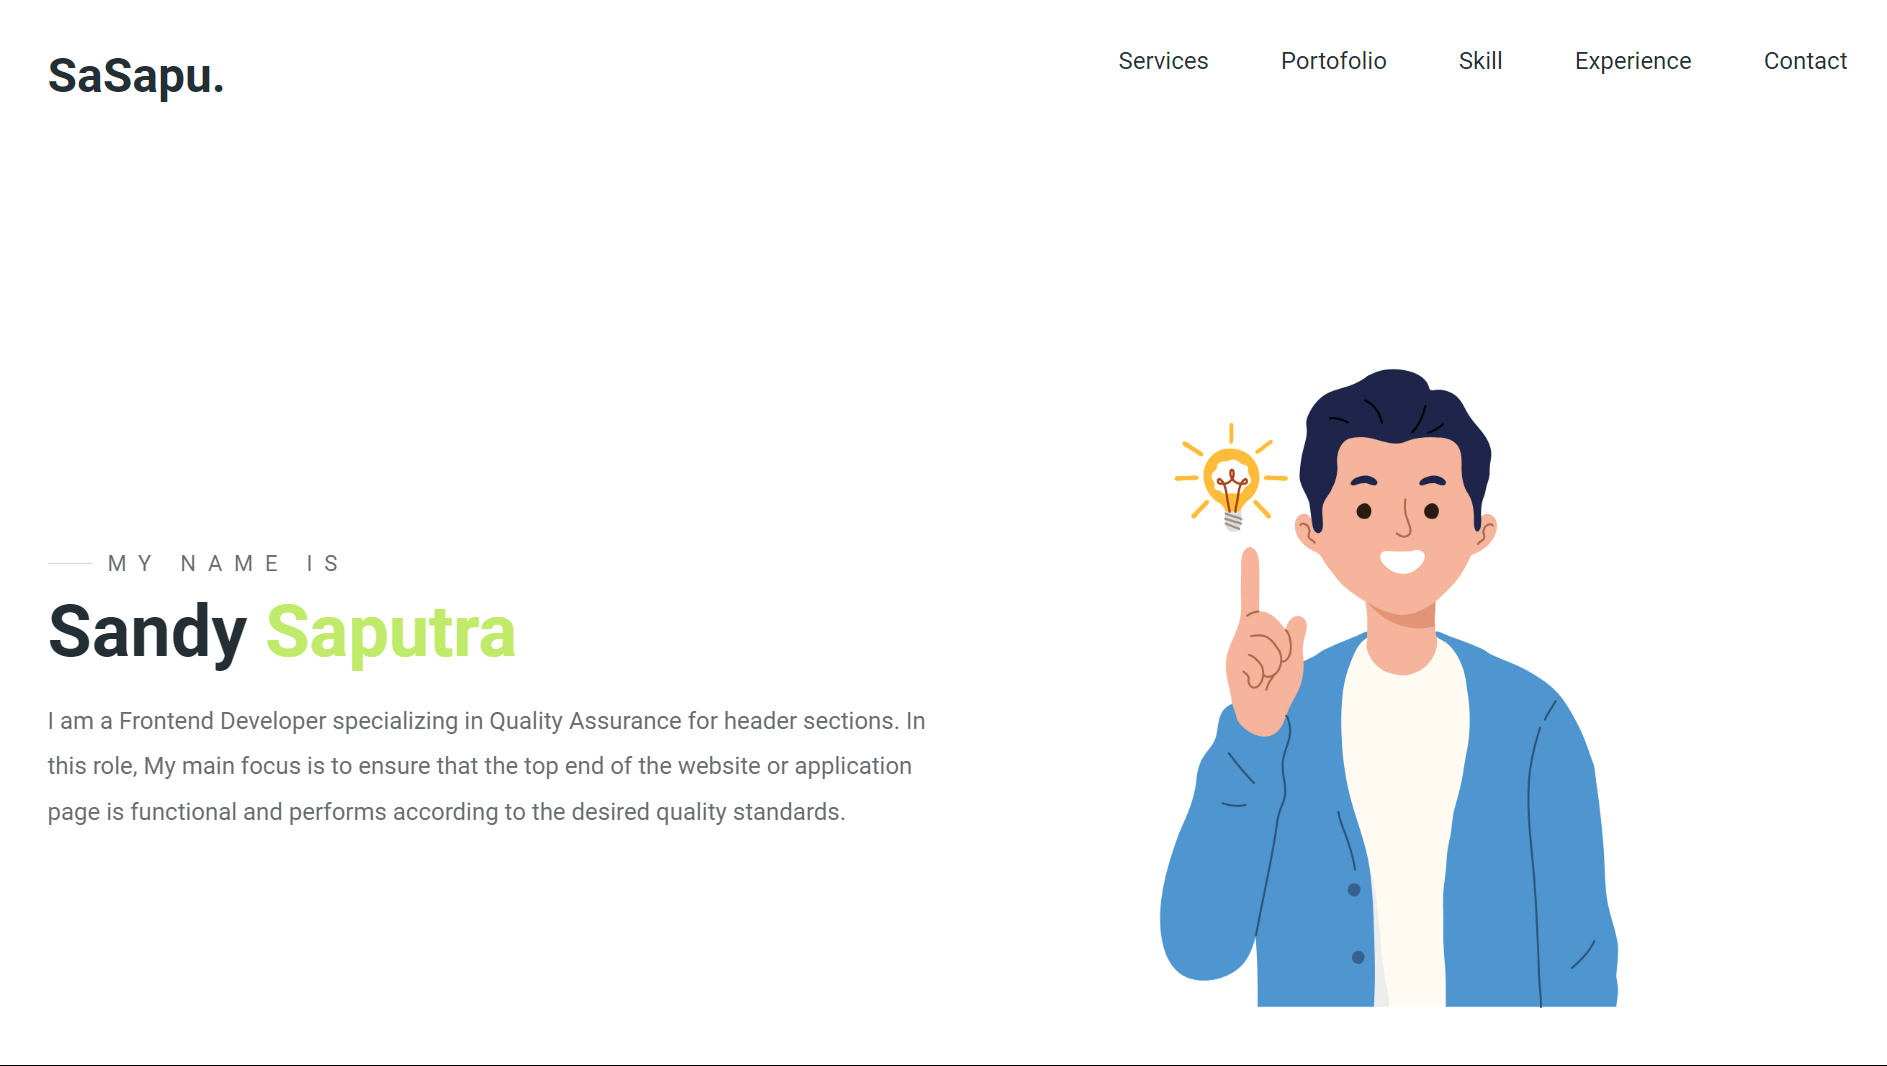 SaSapu.
Services
Portofolio
Skill
Experience
Contact
MY NAME IS
Sandy Saputra
I am a Frontend Developer specializing in Quality Assurance for header sections. In
this role, My main focus is to ensure that the top end of the website or application
page is functional and performs according to the desired quality standards.